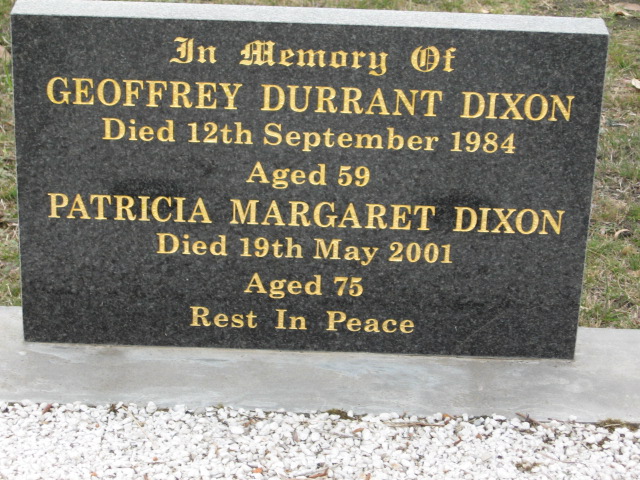 In Memory Of
GEOFFREY DURRANT DIXON
Died 12th September 1984
Aged 59
PATRICIA MARGARET DIXON
Died 19th May 2001
Aged 75
Rest In Peace